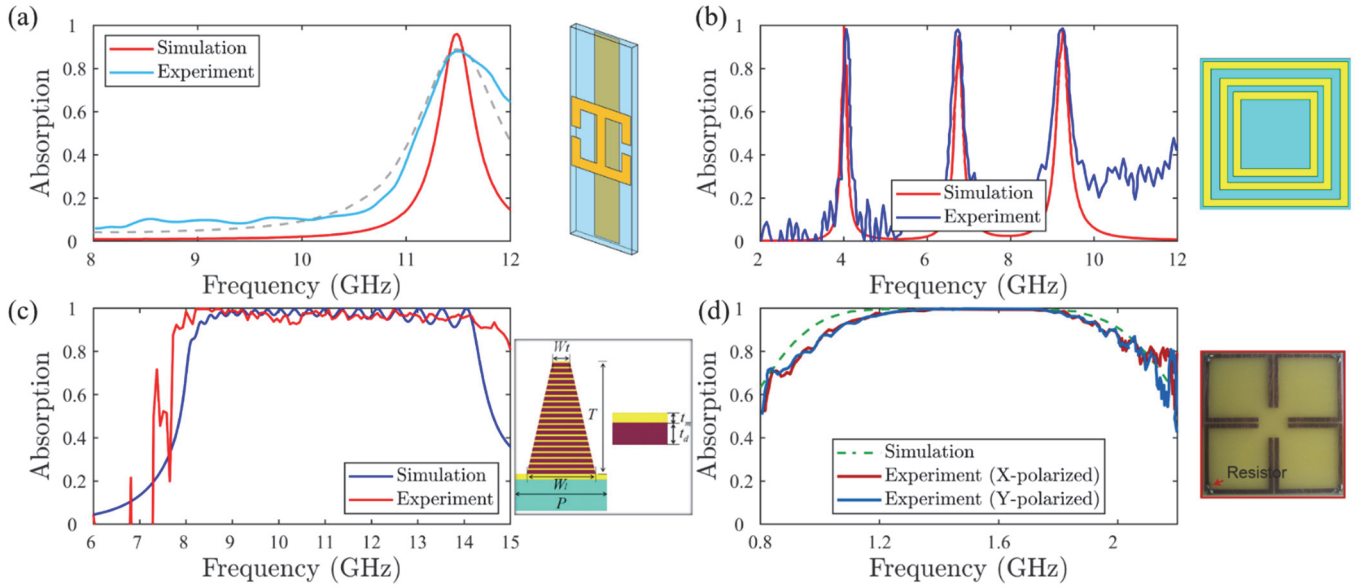 (a)
1
0.8
0.6
0.4
0.2
0
Absorption
Simulation
Experiment
8
9
10
11
12
Frequency (GHz)
(b)
1
0.8
0.6
0.4
0.2
0
Absorption
Simulation
Experiment
2
4
6
8
10
12
Frequency (GHz)
(c)
1
0.8
0.6
0.4
0.2
0
Absorption
Simulation
Experiment
6
7
8
9
10
11
12
13
14
15
Frequency (GHz)
Wt
T
tm
td
Wl
P
(d)
1
0.8
0.6
0.4
0.2
0
Absorption
Simulation
Experiment (X-polarized)
Experiment (Y-polarized)
0.8
1.2
1.6
2
Frequency (GHz)
Resistor